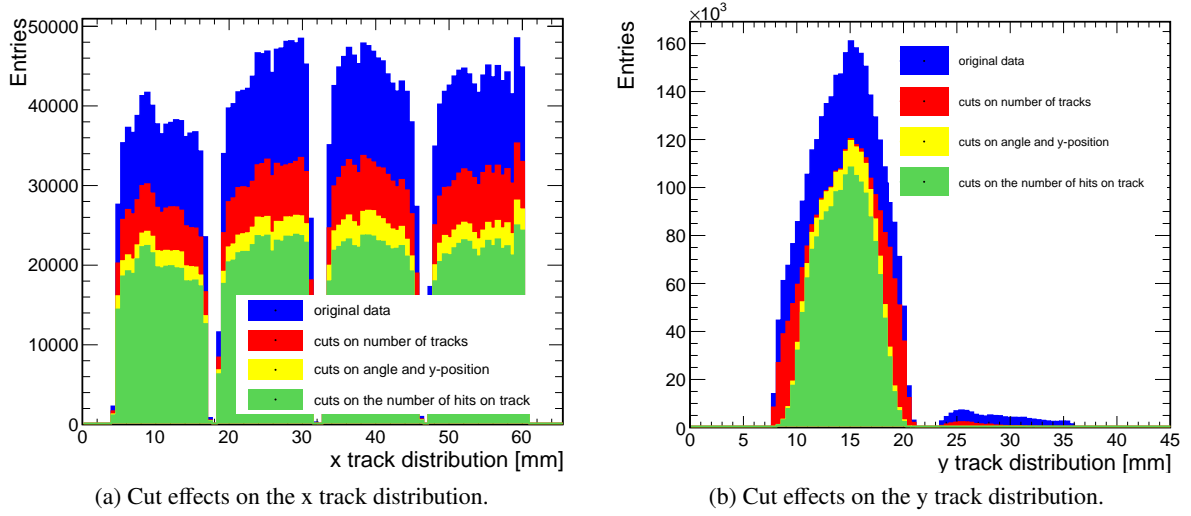 Entries
50000
40000
30000
20000
10000
0
0 10 20 30 40 50 60
x track distribution [mm]
original data
cuts on number of tracks
cuts on angle and y-position
cuts on the number of hits on track
(a) Cut effects on the x track distribution.
×10³
Entries
160
140
120
100
80
60
40
20
0
0 5 10 15 20 25 30 35 40 45
y track distribution [mm]
original data
cuts on number of tracks
cuts on angle and y-position
cuts on the number of hits on track
(b) Cut effects on the y track distribution.